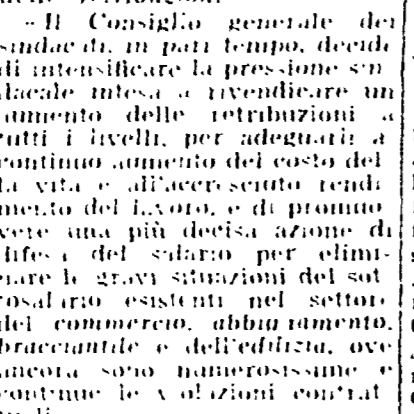 «Il Consiglio generale dei
sindacati, in pari tempo, decide
di intensificare la pressione sin
dacale intesa a rivendicare un
aumento delle retribuzioni a
tutti i livelli, per adeguarli a
continuo aumento del costo del
la vita e all'accresciuto rendi
mento del lavoro, e di promuo
vere una più decisa azione di
difesa del salario per elimi
nare le gravi situazioni del sot
tosalario esistenti nel settore
del commercio, abbigliamento,
bracciantile e dell'edilizia, ove
ancora sono numerosissime e
continue le violazioni contrat